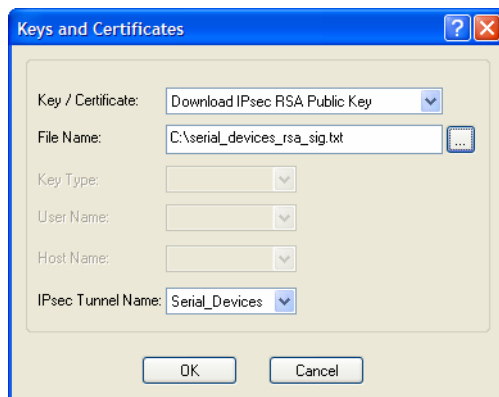 Keys and Certificates
Key / Certificate: Download IPsec RSA Public Key
File Name: C:\serial_devices_rsa_sig.txt ...
Key Type:
User Name:
Host Name:
IPsec Tunnel Name: Serial_Devices
OK Cancel